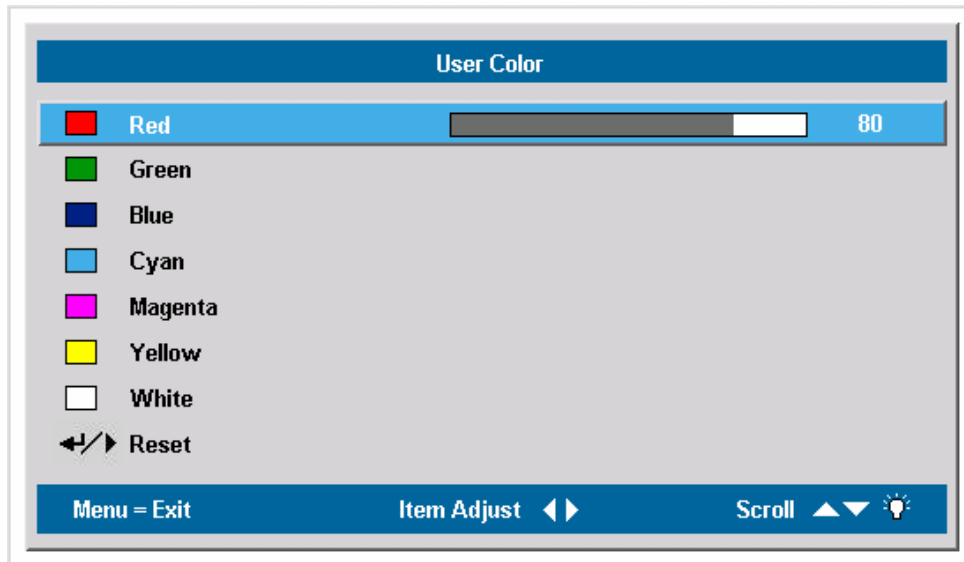 User Color
Red 80
Green
Blue
Cyan
Magenta
Yellow
White
Reset
Menu = Exit Item Adjust Scroll